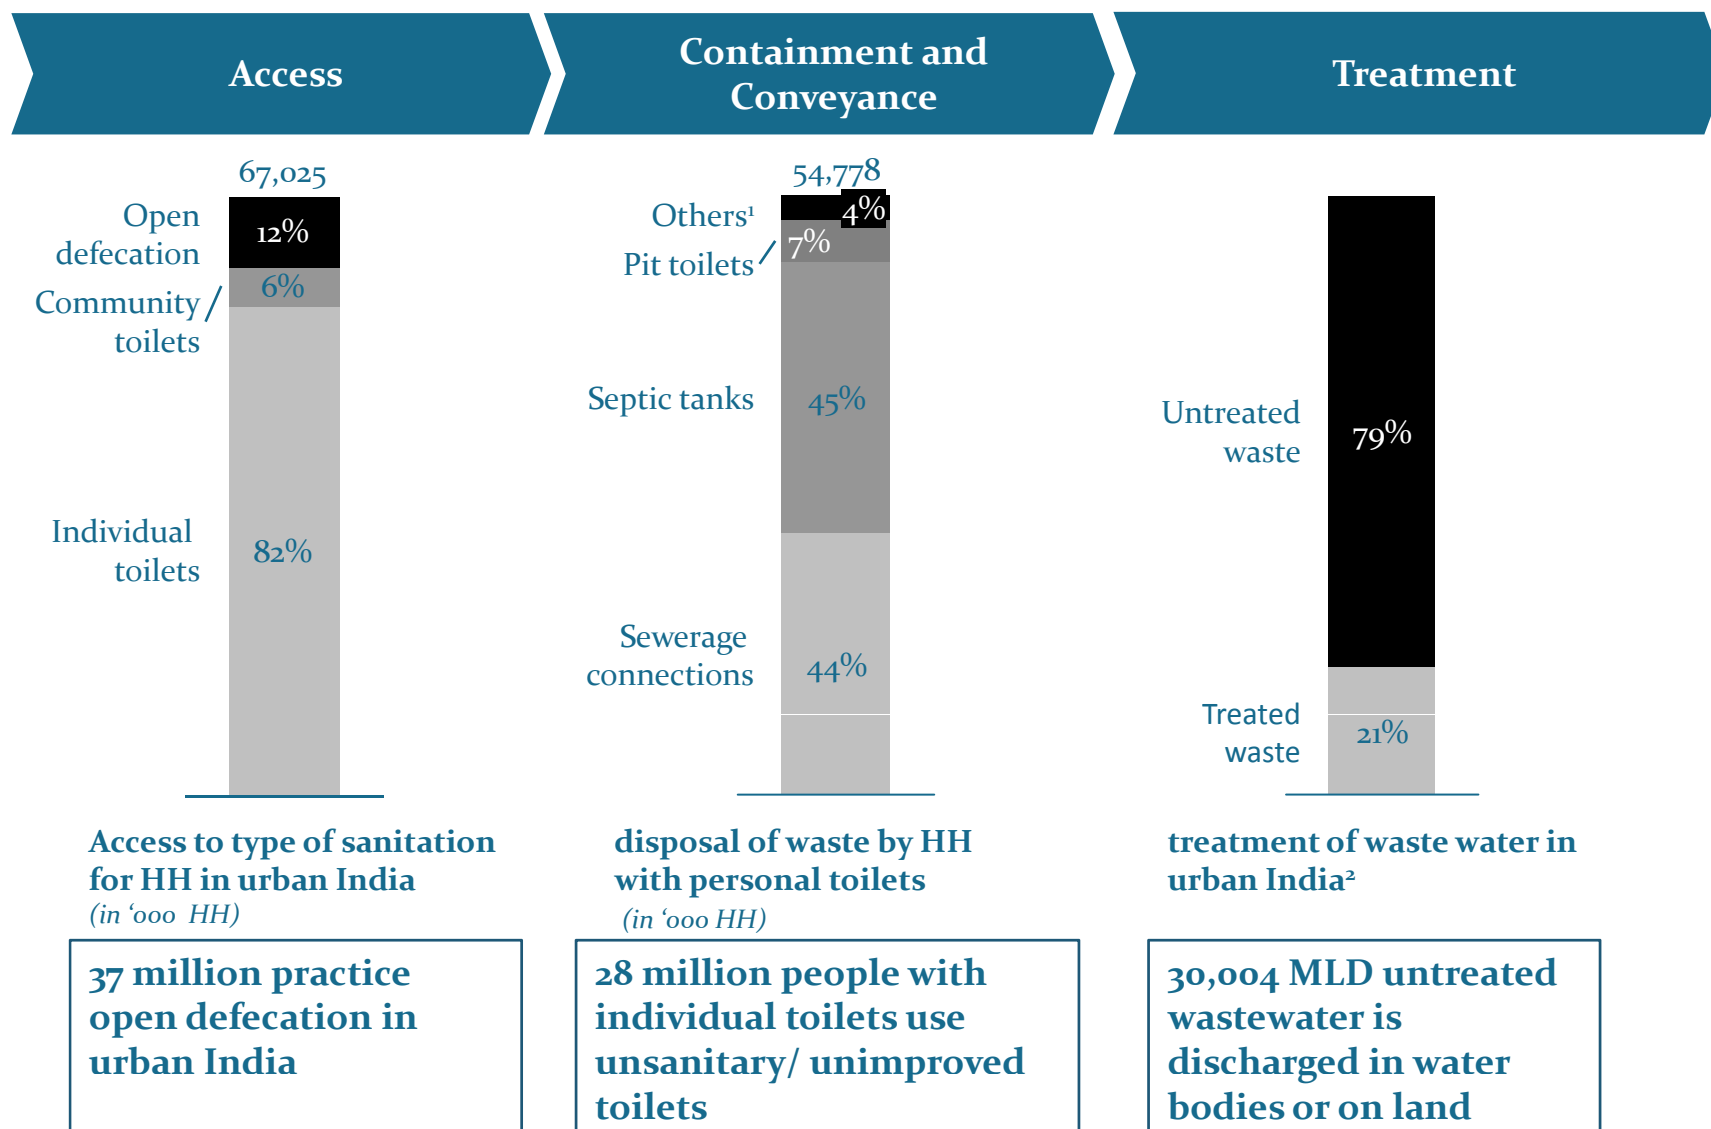 Access
Containment and
Conveyance
Treatment
67,025
Open
defecation
12%
Community
toilets
6%
Individual
toilets
82%
54,778
Others¹
4%
Pit toilets
7%
Septic tanks
45%
Sewerage
connections
44%
Untreated
waste
79%
Treated
waste
21%
Access to type of sanitation
for HH in urban India
(in ‘000 HH)
disposal of waste by HH
with personal toilets
(in ‘000 HH)
treatment of waste water in
urban India²
37 million practice
open defecation in
urban India
28 million people with
individual toilets use
unsanitary/ unimproved
toilets
30,004 MLD untreated
wastewater is
discharged in water
bodies or on land